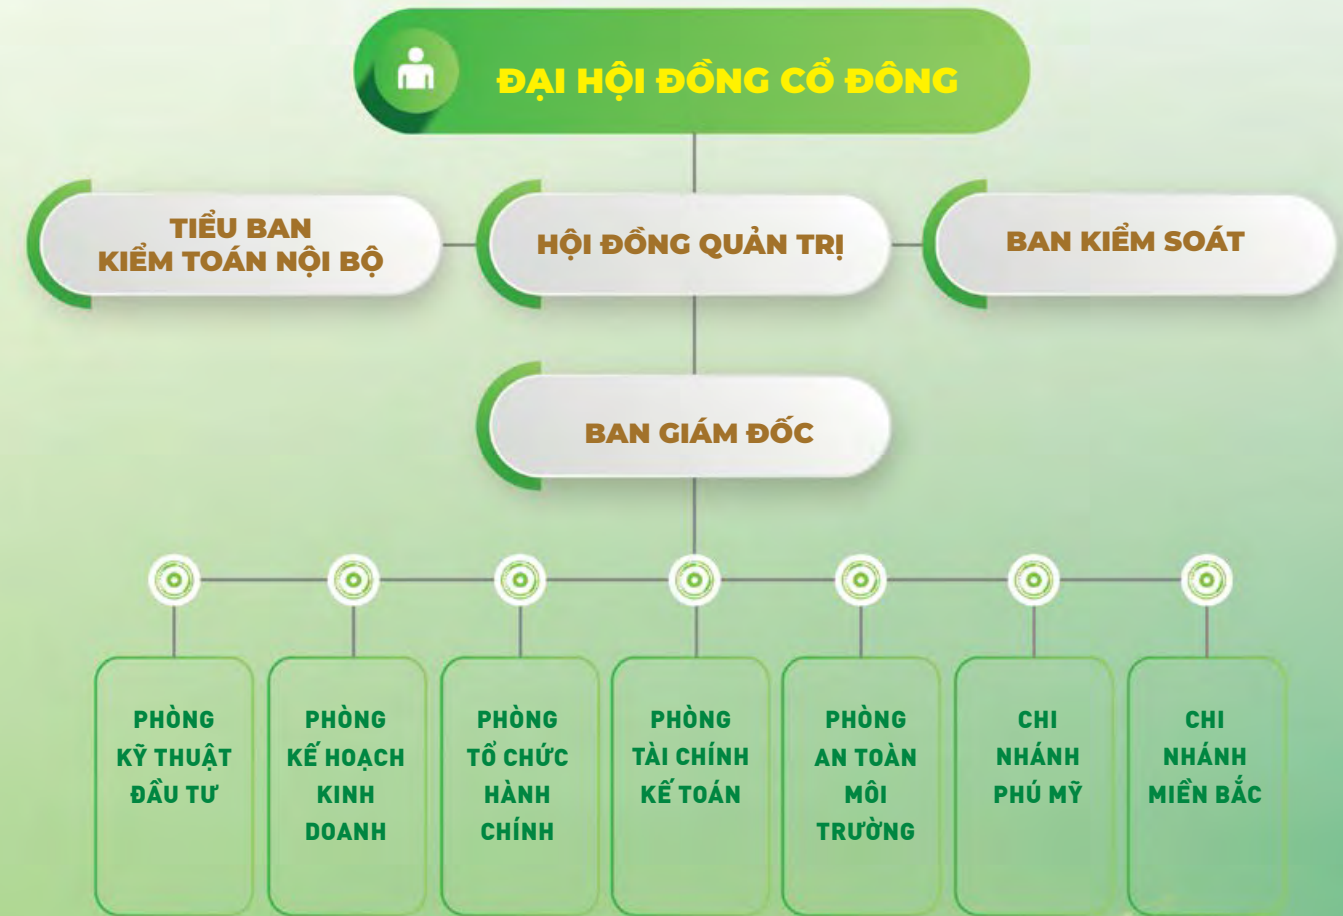 ĐẠI HỘI ĐỒNG CỔ ĐÔNG
TIỂU BAN
KIỂM TOÁN NỘI BỘ
HỘI ĐỒNG QUẢN TRỊ
BAN KIỂM SOÁT
BAN GIÁM ĐỐC
PHÒNG
KỸ THUẬT
ĐẦU TƯ
PHÒNG
KẾ HOẠCH
KINH
DOANH
PHÒNG
TỔ CHỨC
HÀNH
CHÍNH
PHÒNG
TÀI CHÍNH
KẾ TOÁN
PHÒNG
AN TOÀN
MÔI
TRƯỜNG
CHI
NHÁNH
PHÚ MỸ
CHI
NHÁNH
MIỀN BẮC